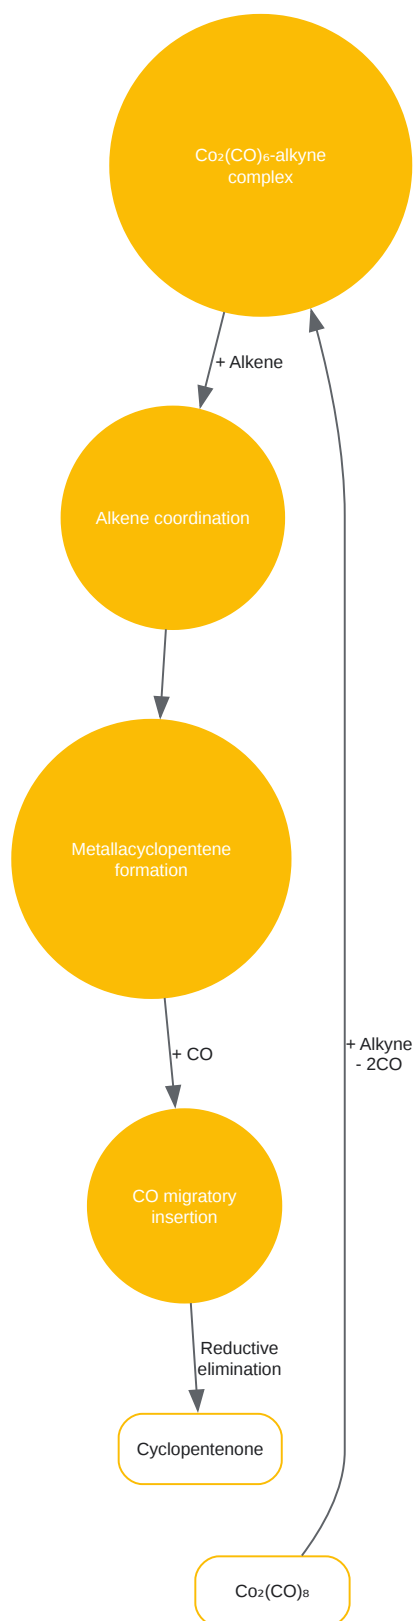 Co₂(CO)₆-alkyne
complex
+ Alkene
Alkene coordination
Metallacyclopentene
formation
+ CO
+ Alkyne
- 2CO
CO migratory
insertion
Reductive
elimination
Cyclopentenone
Co₂(CO)₈